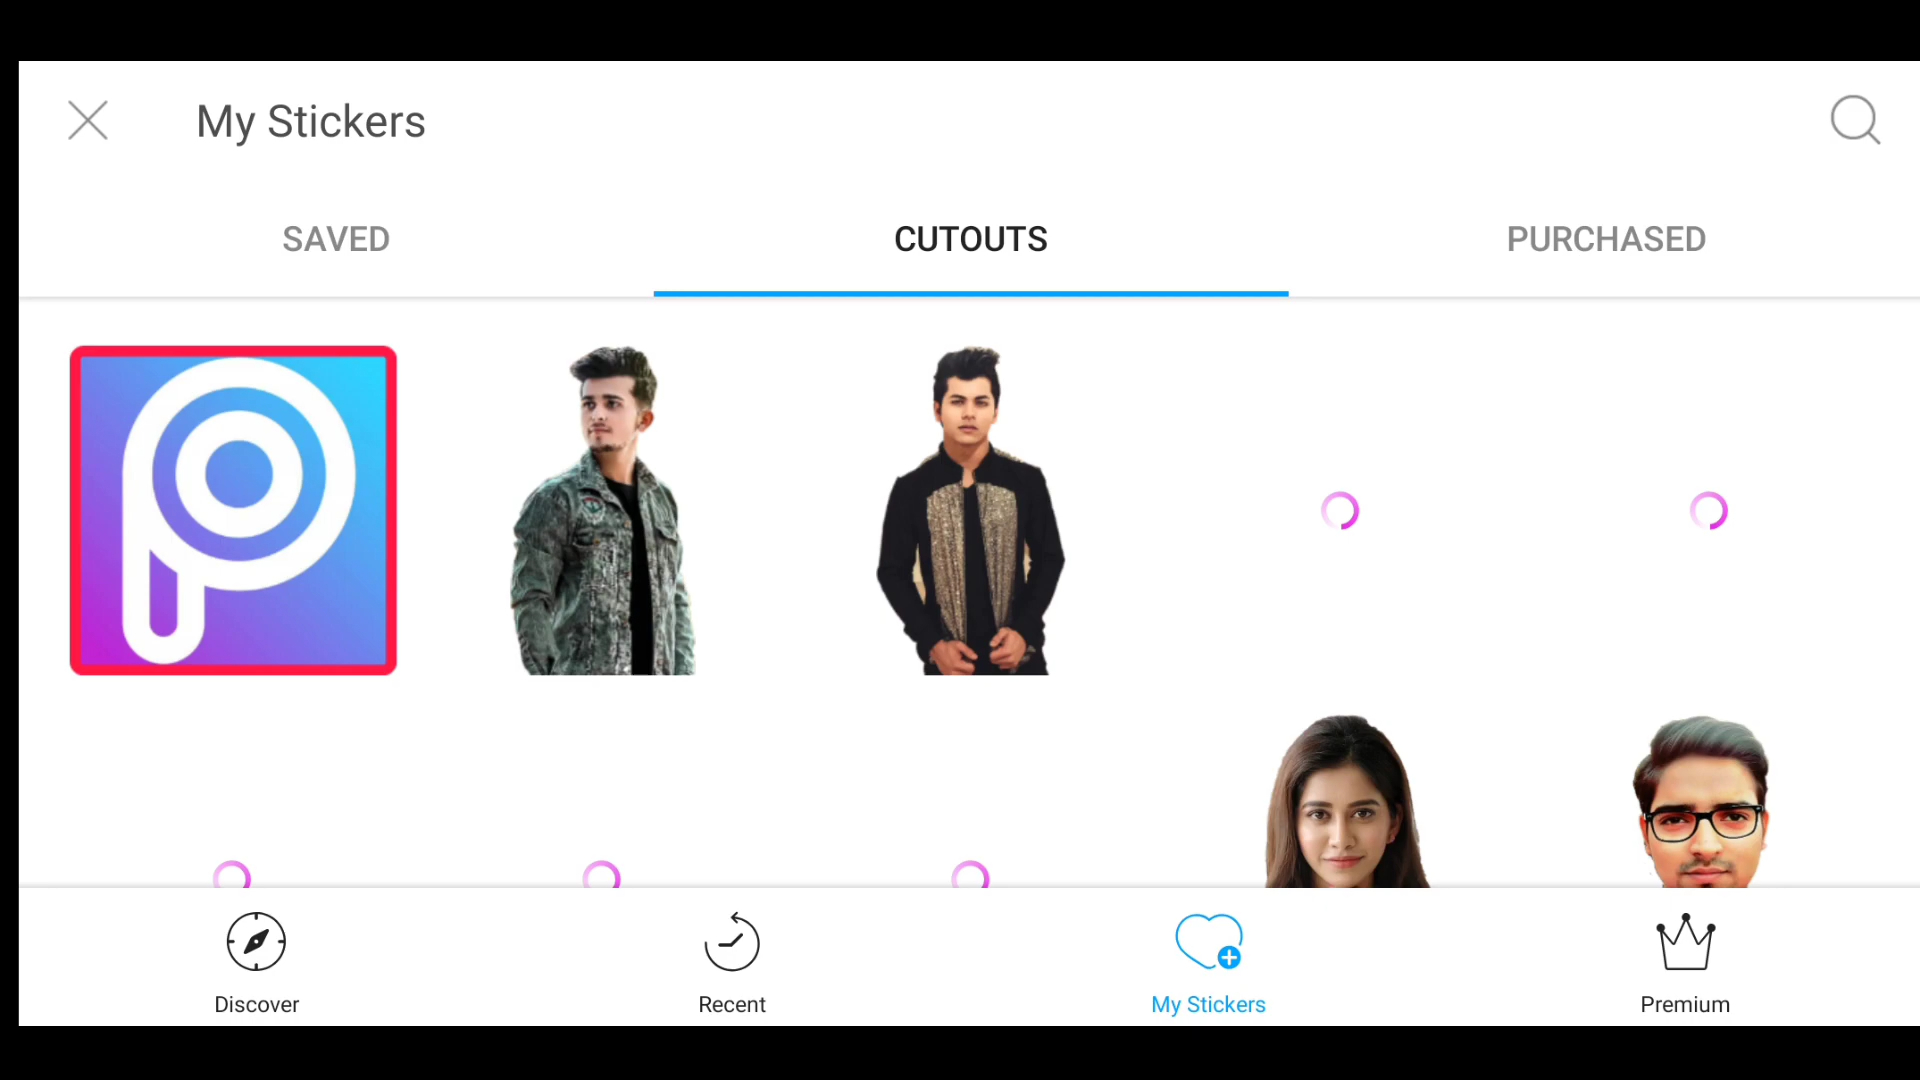 My Stickers
SAVED
CUTOUTS
PURCHASED
Discover
Recent
My Stickers
Premium